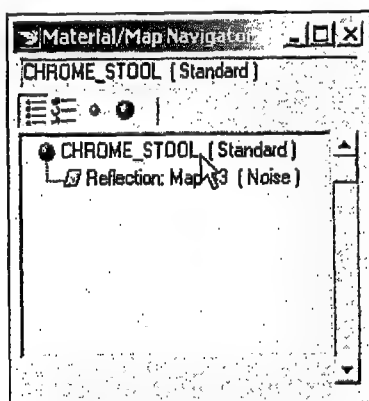 Material/Map Navigator
CHROME_STOOL (Standard)
CHROME_STOOL (Standard)
Reflection: Map #3 (Noise)